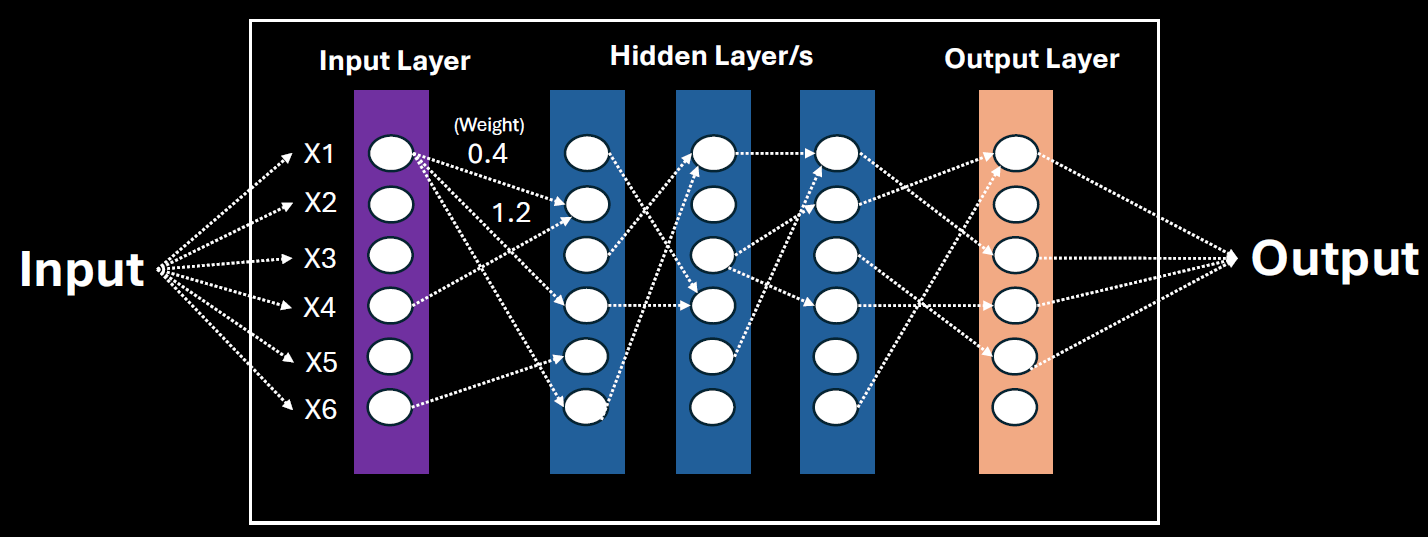 Input Layer
Hidden Layer/s
Output Layer
(Weight)
0.4
1.2
X1
X2
X3
X4
X5
X6
Input
Output